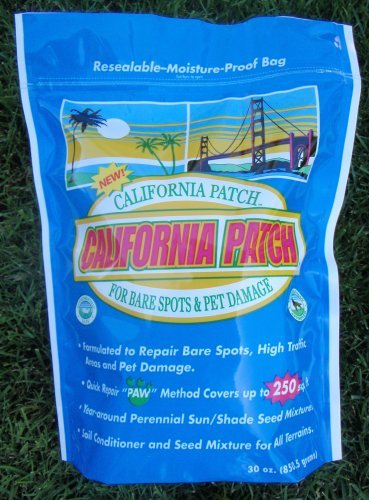 Resealable–Moisture-Proof Bag
NEW!
CALIFORNIA PATCH
CALIFORNIA PATCH
FOR BARE SPOTS & PET DAMAGE
• Formulated to Repair Bare Spots, High Traffic
Areas and Pet Damage.
• Quick Repair "PAW" Method Covers up to 250 sq. ft.
• Year-around Perennial Sun/Shade Seed Mixture.
• Soil Conditioner and Seed Mixture for All Terrains.
30 oz. (850.5 grams)